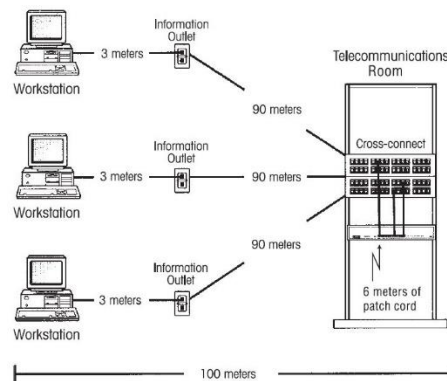 Information
Outlet
3 meters
Workstation
90 meters
Telecommunications
Room
Cross-connect
Information
Outlet
3 meters
Workstation
90 meters
Information
Outlet
3 meters
Workstation
90 meters
6 meters of
patch cord
100 meters